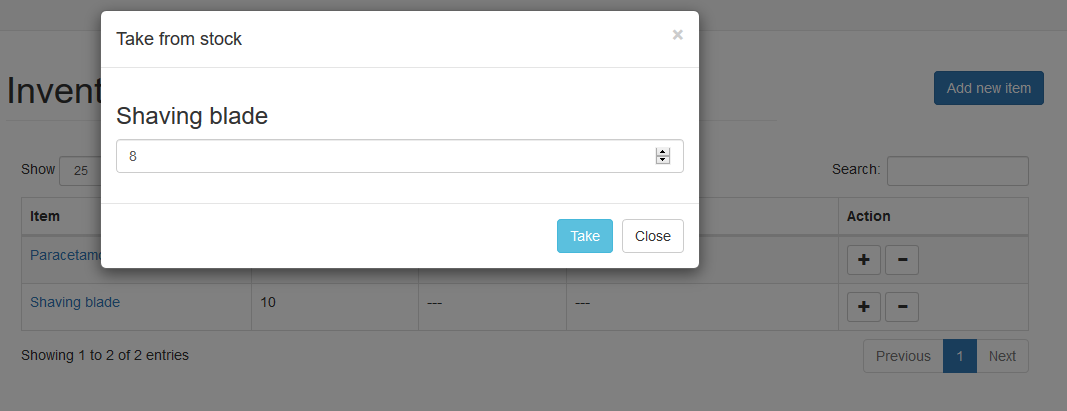 Take from stock
×
Invent
Add new item
Shaving blade
8
Show 25
Search:
Take Close
Item Action
Paracetamo
Shaving blade 10 --- ---
Showing 1 to 2 of 2 entries
Previous 1 Next